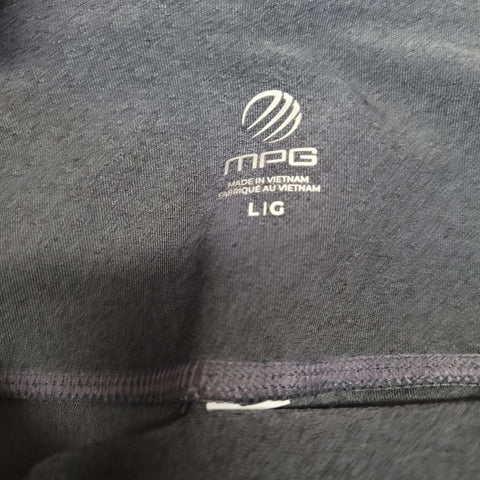 MPG
MADE IN VIETNAM
FABRIQUÉ AU VIETNAM
L|G